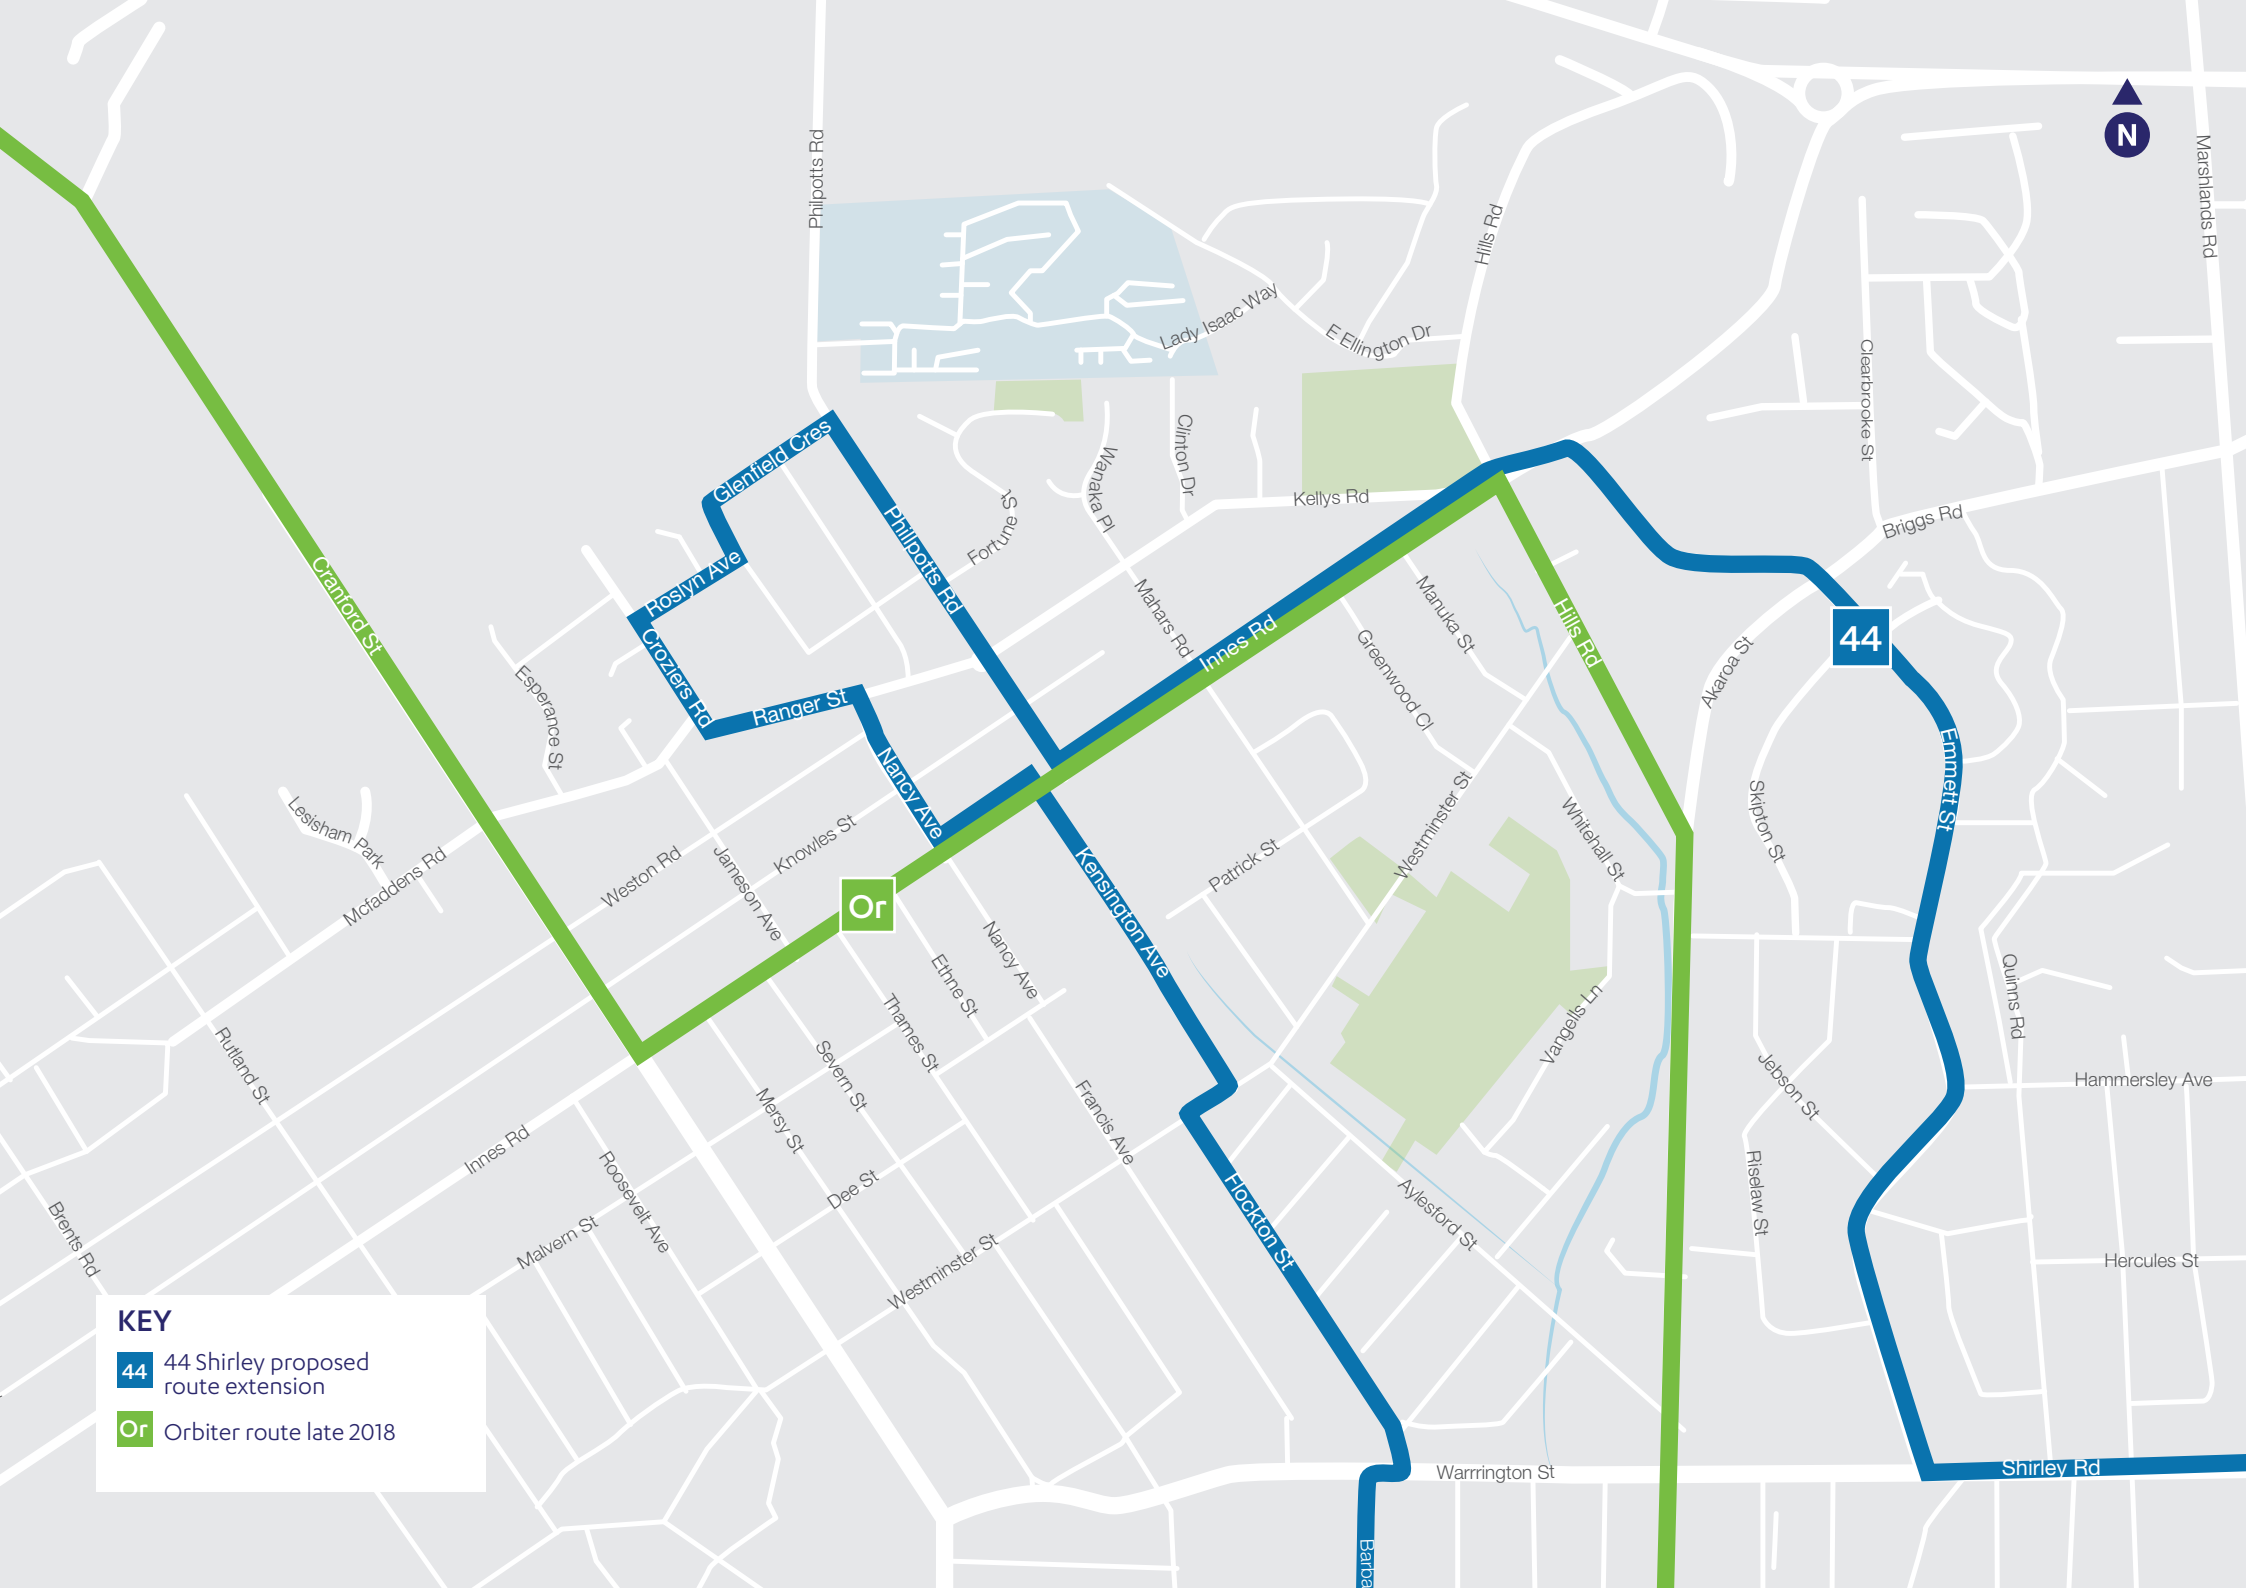 Philpotts Rd
N
Marshlands Rd
Hills Rd
Lady Isaac Way
E Ellington Dr
Clearbrooke St
Glenfield Cres
Clinton Dr
Wanaka Pl
Fortune St
Kellys Rd
Briggs Rd
Philpotts Rd
Cranford St
Roslyn Ave
Mahars Rd
Manuka St
Innes Rd
Hills Rd
44
Greenwood Cl
Croziers Rd
Akaroa St
Esperance St
Ranger St
Emmett St
Nancy Ave
Westminster St
Whitehall St
Skipton St
Lesisham Park
Mcfaddens Rd
Weston Rd
Knowles St
Jameson Ave
Patrick St
Kensington Ave
Or
Nancy Ave
Ethne St
Quinns Rd
Thames St
Vangells Ln
Rutland St
Severn St
Jebson St
Hammersley Ave
Mersy St
Francis Ave
Innes Rd
Roosevelt Ave
Dee St
Aylesford St
Riselaw St
Flockton St
Brents Rd
Malvern St
Westminster St
Hercules St
KEY
44
44 Shirley proposed
route extension
Or
Orbiter route late 2018
Warrrington St
Shirley Rd